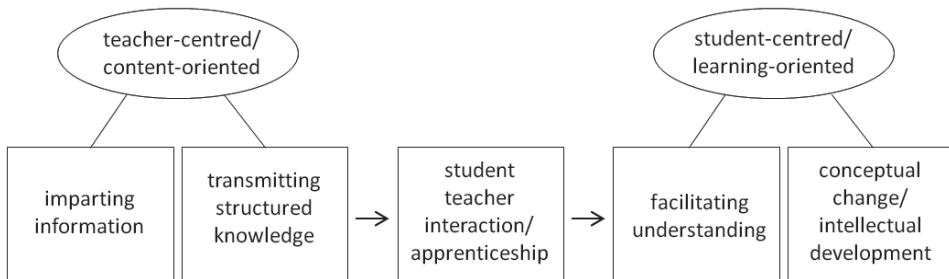 teacher-centred/
content-oriented
student-centred/
learning-oriented
imparting
information
transmitting
structured
knowledge
student
teacher
interaction/
apprenticeship
facilitating
understanding
conceptual
change/
intellectual
development